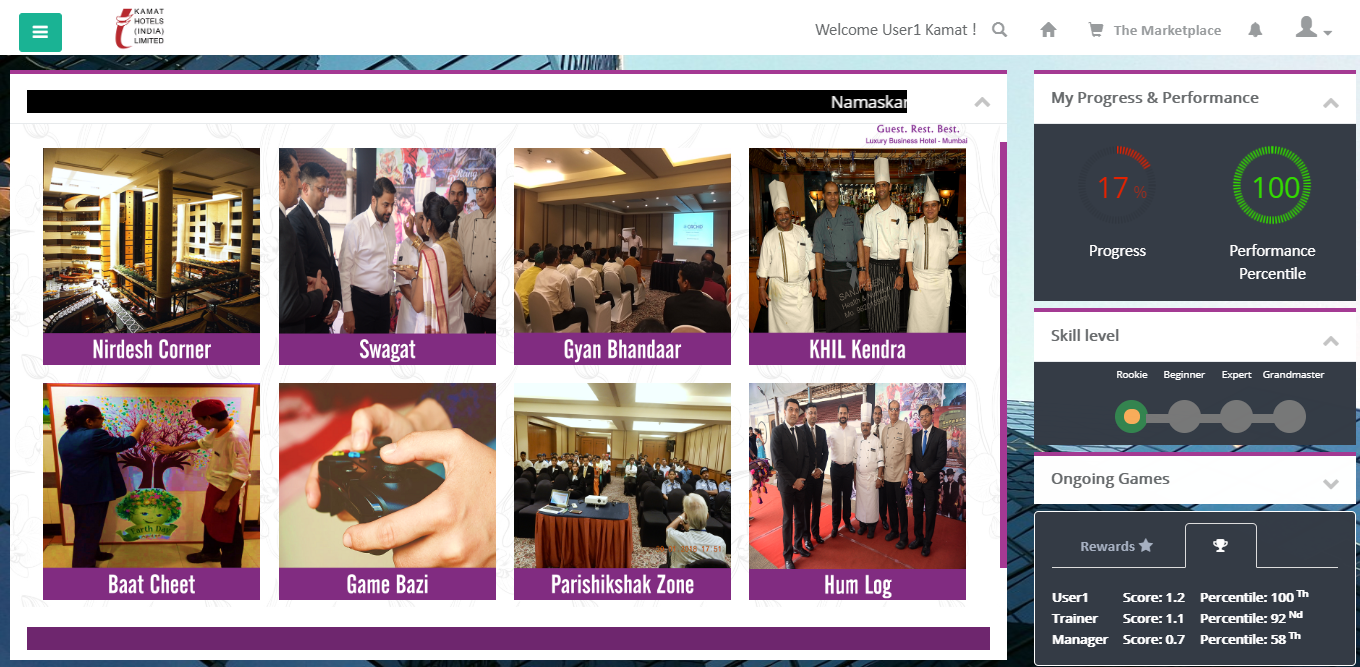 KAMAT
HOTELS
(INDIA)
LIMITED
Welcome User1 Kamat !
The Marketplace
Namaskar
Guest. Rest. Best.
Luxury Business Hotel - Mumbai
Nirdesh Corner
Swagat
Gyan Bhandaar
KHIL Kendra
Earth Day
Baat Cheet
Game Bazi
Parishikshak Zone
Hum Log
My Progress & Performance
17 %
100
Progress
Performance
Percentile
Skill level
Rookie Beginner Expert Grandmaster
Ongoing Games
Rewards
User1 Score: 1.2 Percentile: 100 Th
Trainer Score: 1.1 Percentile: 92 Nd
Manager Score: 0.7 Percentile: 58 Th